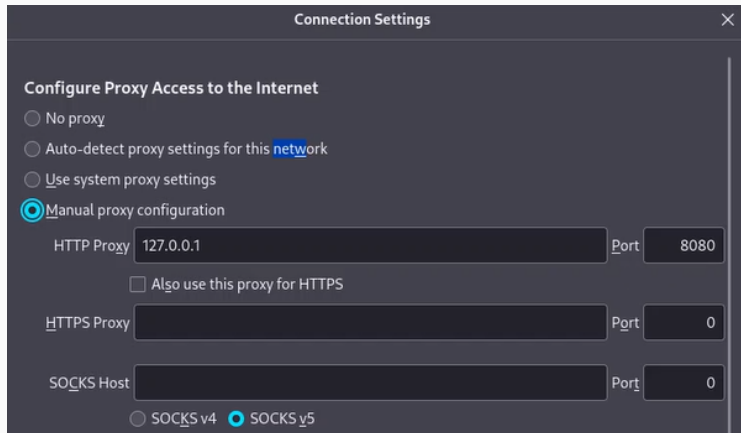 Connection Settings
Configure Proxy Access to the Internet
No proxy
Auto-detect proxy settings for this network
Use system proxy settings
Manual proxy configuration
HTTP Proxy 127.0.0.1 Port 8080
Also use this proxy for HTTPS
HTTPS Proxy Port 0
SOCKS Host Port 0
SOCKS v4 SOCKS v5